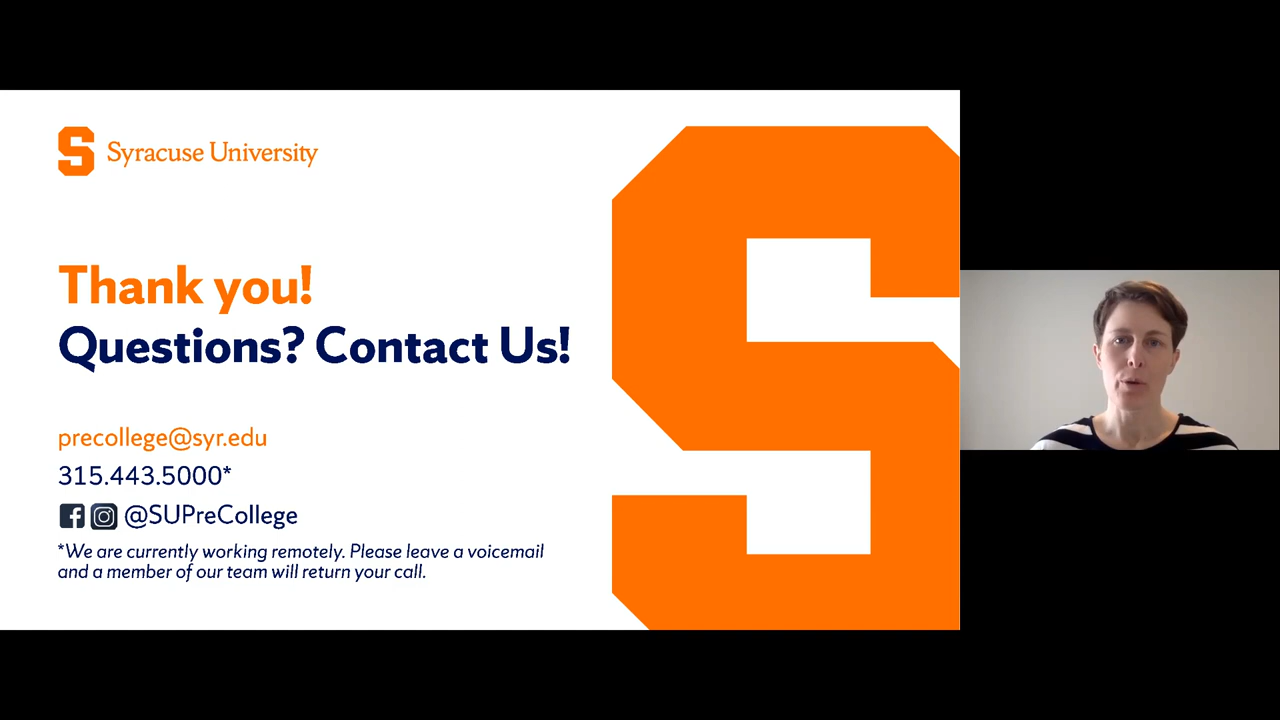 S Syracuse University
Thank you!
Questions? Contact Us!
precollege@syr.edu
315.443.5000*
@SUPreCollege
*We are currently working remotely. Please leave a voicemail
and a member of our team will return your call.
S